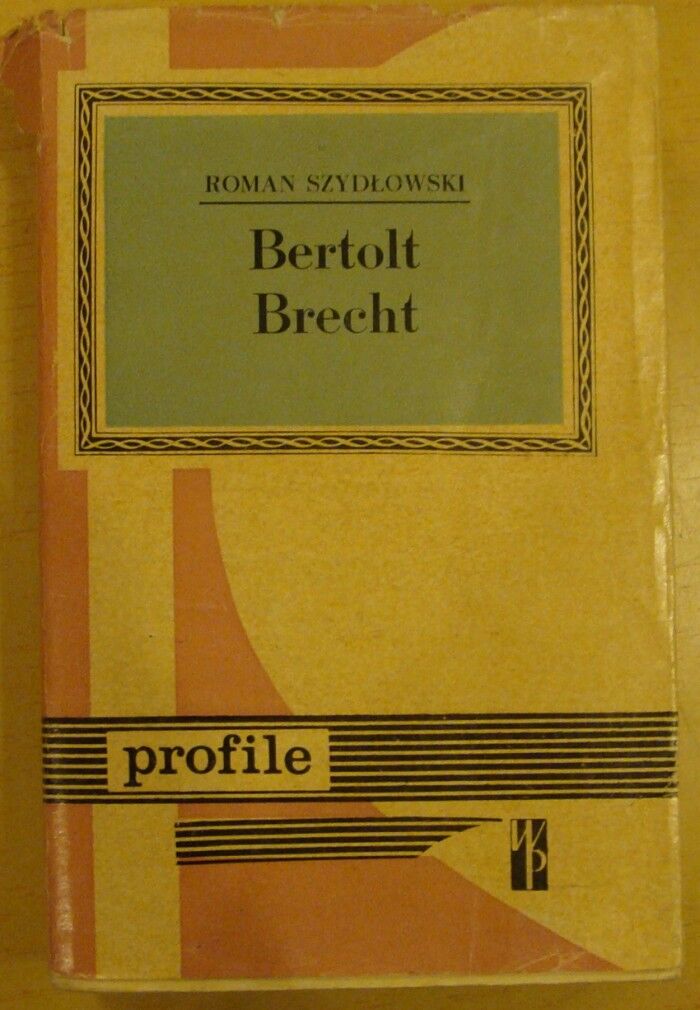 ROMAN SZYDŁOWSKI
Bertolt
Brecht
profile
WP